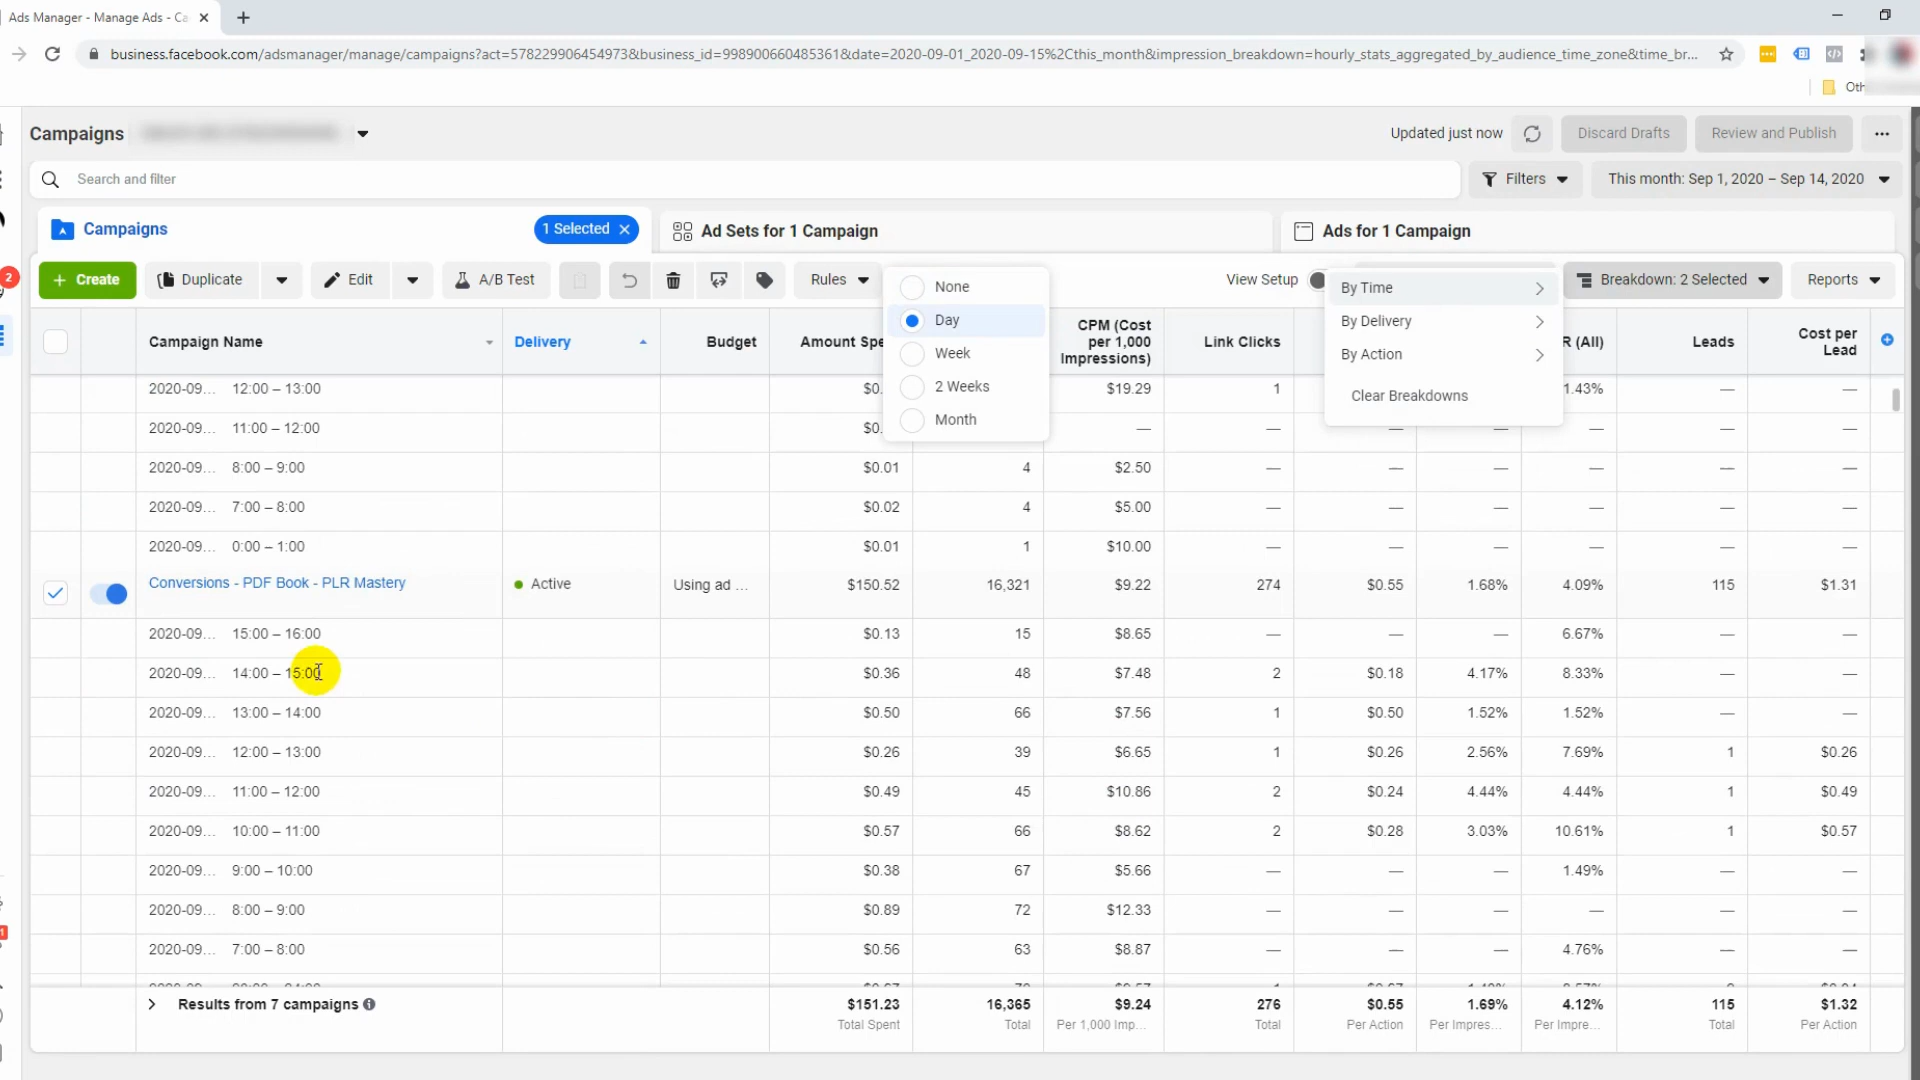 Ads Manager - Manage Ads - Ca
business.facebook.com/adsmanager/manage/campaigns?act=578229906454973&business_id=998900660485361&date=2020-09-01_2020-09-15%2Cthis_month&impression_breakdown=hourly_stats_aggregated_by_audience_time_zone&time_br...
Oth
Campaigns
Updated just now
Discard Drafts
Review and Publish
Search and filter
Filters
This month: Sep 1, 2020 – Sep 14, 2020
Campaigns
1 Selected
Ad Sets for 1 Campaign
Ads for 1 Campaign
2
+ Create
Duplicate
Edit
A/B Test
Rules
View Setup
Breakdown: 2 Selected
Reports
None
Day
Week
2 Weeks
Month
By Time
By Delivery
By Action
Clear Breakdowns
Campaign Name
Delivery
Budget
Amount Spe
CPM (Cost per 1,000 Impressions)
Link Clicks
R (All)
Leads
Cost per Lead
2020-09... 12:00 – 13:00 $0. $19.29 1 1.43% — —
2020-09... 11:00 – 12:00 $0. — — — — — — —
2020-09... 8:00 – 9:00 $0.01 4 $2.50 — — — — — —
2020-09... 7:00 – 8:00 $0.02 4 $5.00 — — — — — —
2020-09... 0:00 – 1:00 $0.01 1 $10.00 — — — — — —
Conversions - PDF Book - PLR Mastery Active Using ad ... $150.52 16,321 $9.22 274 $0.55 1.68% 4.09% 115 $1.31
2020-09... 15:00 – 16:00 $0.13 15 $8.65 — — — 6.67% — —
2020-09... 14:00 – 15:00 $0.36 48 $7.48 2 $0.18 4.17% 8.33% — —
2020-09... 13:00 – 14:00 $0.50 66 $7.56 1 $0.50 1.52% 1.52% — —
2020-09... 12:00 – 13:00 $0.26 39 $6.65 1 $0.26 2.56% 7.69% 1 $0.26
2020-09... 11:00 – 12:00 $0.49 45 $10.86 2 $0.24 4.44% 4.44% 1 $0.49
2020-09... 10:00 – 11:00 $0.57 66 $8.62 2 $0.28 3.03% 10.61% 1 $0.57
2020-09... 9:00 – 10:00 $0.38 67 $5.66 — — — 1.49% — —
2020-09... 8:00 – 9:00 $0.89 72 $12.33 — — — — — —
2020-09... 7:00 – 8:00 $0.56 63 $8.87 — — — 4.76% — —
Results from 7 campaigns $151.23 16,365 $9.24 276 $0.55 1.69% 4.12% 115 $1.32
Total Spent Total Per 1,000 Imp... Total Per Action Per Impres... Per Impre... Total Per Action